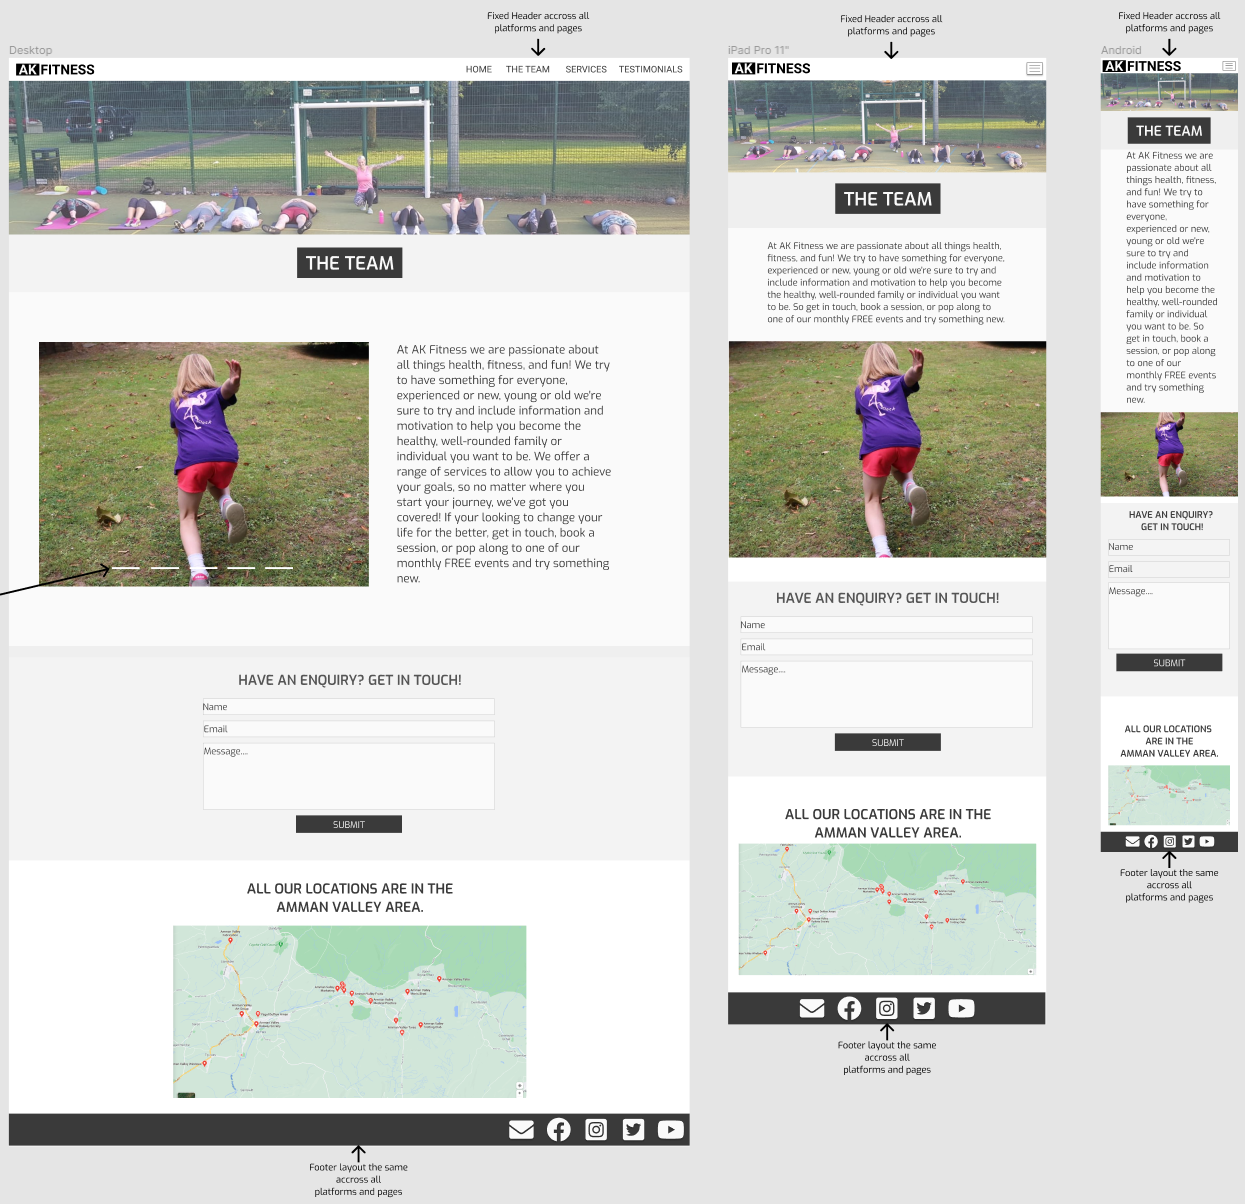 Fixed Header accross all
platforms and pages
Desktop
AK FITNESS
HOME THE TEAM SERVICES TESTIMONIALS
THE TEAM
At AK Fitness we are passionate about
all things health, fitness, and fun! We try
to have something for everyone,
experienced or new, young or old we're
sure to try and include information and
motivation to help you become the
healthy, well-rounded family or
individual you want to be. We offer a
range of services to allow you to achieve
your goals, so no matter where you
start your journey, we've got you
covered! If your looking to change your
life for the better, get in touch, book a
session, or pop along to one of our
monthly FREE events and try something
new.
HAVE AN ENQUIRY? GET IN TOUCH!
Name
Email
Message....
SUBMIT
ALL OUR LOCATIONS ARE IN THE
AMMAN VALLEY AREA.
Footer layout the same
accross all
platforms and pages
Fixed Header accross all
platforms and pages
iPad Pro 11"
AK FITNESS
THE TEAM
At AK Fitness we are passionate about all things health,
fitness, and fun! We try to have something for everyone,
experienced or new, young or old we're sure to try and
include information and motivation to help you become
the healthy, well-rounded family or individual you want
to be. So get in touch, book a session, or pop along to
one of our monthly FREE events and try something new.
HAVE AN ENQUIRY? GET IN TOUCH!
Name
Email
Message....
SUBMIT
ALL OUR LOCATIONS ARE IN THE
AMMAN VALLEY AREA.
Footer layout the same
accross all
platforms and pages
Fixed Header accross all
platforms and pages
Android
AK FITNESS
THE TEAM
At AK Fitness we are
passionate about all
things health, fitness,
and fun! We try to
have something for
everyone,
experienced or new,
young or old we're
sure to try and
include information
and motivation to
help you become the
healthy, well-rounded
family or individual
you want to be. So
get in touch, book a
session, or pop along
to one of our
monthly FREE events
and try something
new.
HAVE AN ENQUIRY?
GET IN TOUCH!
Name
Email
Message....
SUBMIT
ALL OUR LOCATIONS
ARE IN THE
AMMAN VALLEY AREA.
Footer layout the same
accross all
platforms and pages